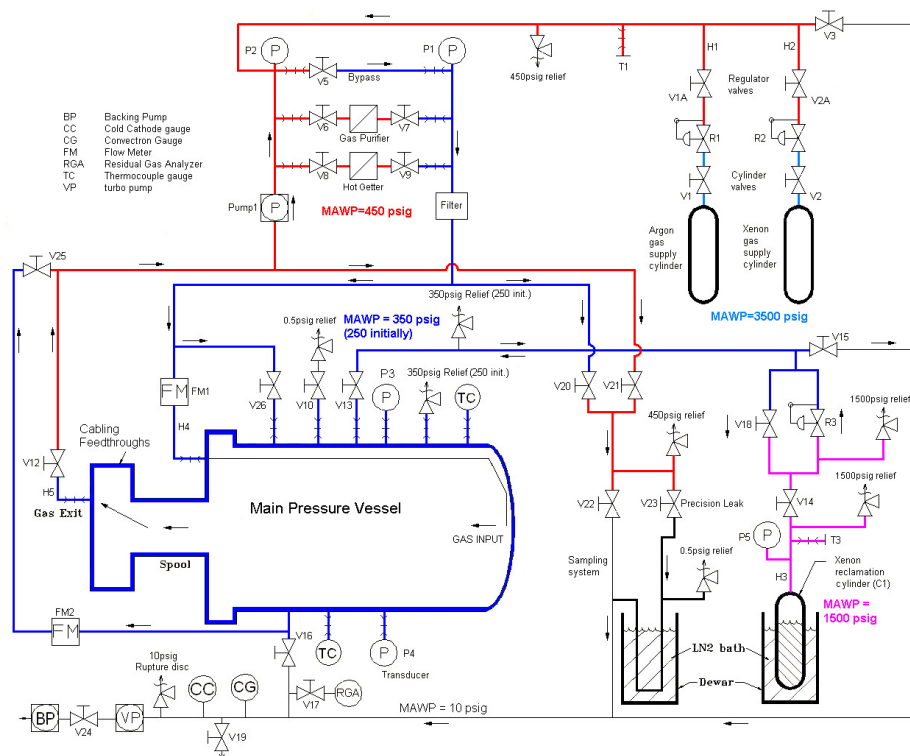 P2
P1
V3
H1
H2
450psig relief
T1
V5
Bypass
Regulator
valves
V1A
V2A
BP Backing Pump
CC Cold Cathode gauge
CG Convectron Gauge
FM Flow Meter
RGA Residual Gas Analyzer
TC Thermocouple gauge
VP turbo pump
P
P
V6
V7
Gas Purifier
R1
R2
V8
V9
Hot Getter
Cylinder
valves
V1
V2
Pump1
P
MAWP=450 psig
Filter
Argon
gas
supply
cylinder
Xenon
gas
supply
cylinder
V25
350psig Relief (250 init.)
MAWP=3500 psig
0.5psig relief
MAWP = 350 psig
(250 initially)
V15
P3
350psig Relief (250 init.)
FM
FM1
V26
V10
V13
P
TC
V20
V21
1500psig relief
Cabling
Feedthroughs
H4
450psig relief
V18
R3
V12
H5
Gas Exit
Main Pressure Vessel
V22
V23
Precision Leak
1500psig relief
V14
GAS INPUT
P5
P
T3
Spool
Sampling
system
0.5psig relief
H3
Xenon
reclamation
cylinder (C1)
MAWP =
1500 psig
FM2
FM
V16
TC
P
P4
Transducer
LN2 bath
Dewar
10psig
Rupture disc
CC
CG
V17
RGA
MAWP = 10 psig
BP
V24
VP
V19